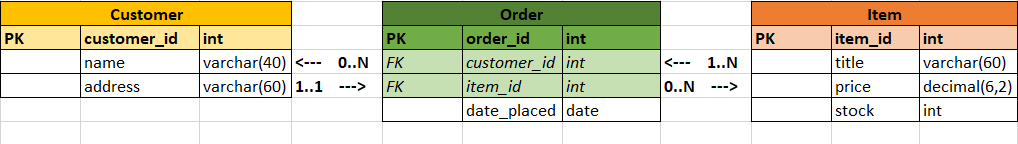 Customer Order Item
PK customer_id int PK order_id int PK item_id int
name varchar(40) <--- 0..N FK customer_id int <--- 1..N title varchar(60)
address varchar(60) 1..1 ---> FK item_id int 0..N ---> price decimal(6,2)
date_placed date stock int